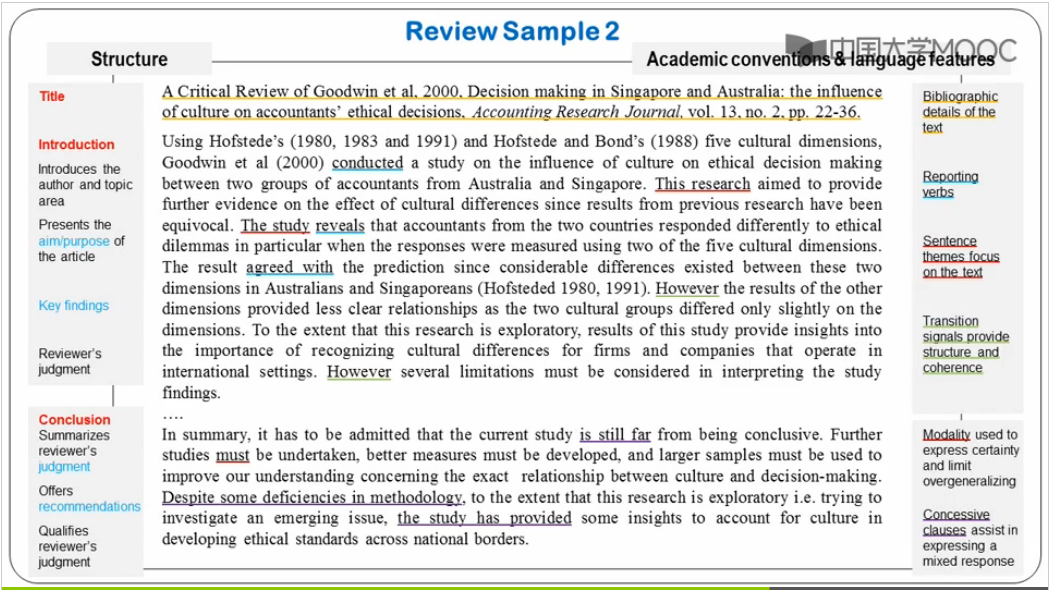 Review Sample 2
中国大学MOOC
Structure
Academic conventions & language features
Title
Introduction
Introduces the
author and topic
area
Presents the
aim/purpose of
the article
Key findings
Reviewer's
judgment
Conclusion
Summarizes
reviewer's
judgment
Offers
recommendations
Qualifies
reviewer's
judgment
A Critical Review of Goodwin et al, 2000, Decision making in Singapore and Australia: the influence
of culture on accountants' ethical decisions, Accounting Research Journal, vol. 13, no. 2, pp. 22-36.
Using Hofstede's (1980, 1983 and 1991) and Hofstede and Bond's (1988) five cultural dimensions,
Goodwin et al (2000) conducted a study on the influence of culture on ethical decision making
between two groups of accountants from Australia and Singapore. This research aimed to provide
further evidence on the effect of cultural differences since results from previous research have been
equivocal. The study reveals that accountants from the two countries responded differently to ethical
dilemmas in particular when the responses were measured using two of the five cultural dimensions.
The result agreed with the prediction since considerable differences existed between these two
dimensions in Australians and Singaporeans (Hofsteded 1980, 1991). However the results of the other
dimensions provided less clear relationships as the two cultural groups differed only slightly on the
dimensions. To the extent that this research is exploratory, results of this study provide insights into
the importance of recognizing cultural differences for firms and companies that operate in
international settings. However several limitations must be considered in interpreting the study
findings.
....
In summary, it has to be admitted that the current study is still far from being conclusive. Further
studies must be undertaken, better measures must be developed, and larger samples must be used to
improve our understanding concerning the exact relationship between culture and decision-making.
Despite some deficiencies in methodology, to the extent that this research is exploratory i.e. trying to
investigate an emerging issue, the study has provided some insights to account for culture in
developing ethical standards across national borders.
Bibliographic
details of the
text
Reporting
verbs
Sentence
themes focus
on the text
Transition
signals provide
structure and
coherence
Modality used to
express certainty
and limit
overgeneralizing
Concessive
clauses assist in
expressing a
mixed response